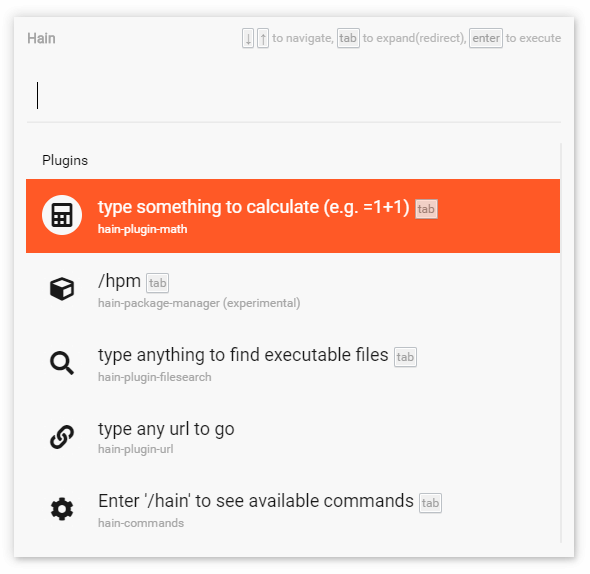 Hain
↓ ↑ to navigate, tab to expand(redirect), enter to execute
Plugins
type something to calculate (e.g. =1+1) tab
hain-plugin-math
/hpm tab
hain-package-manager (experimental)
type anything to find executable files tab
hain-plugin-filesearch
type any url to go
hain-plugin-url
Enter '/hain' to see available commands tab
hain-commands